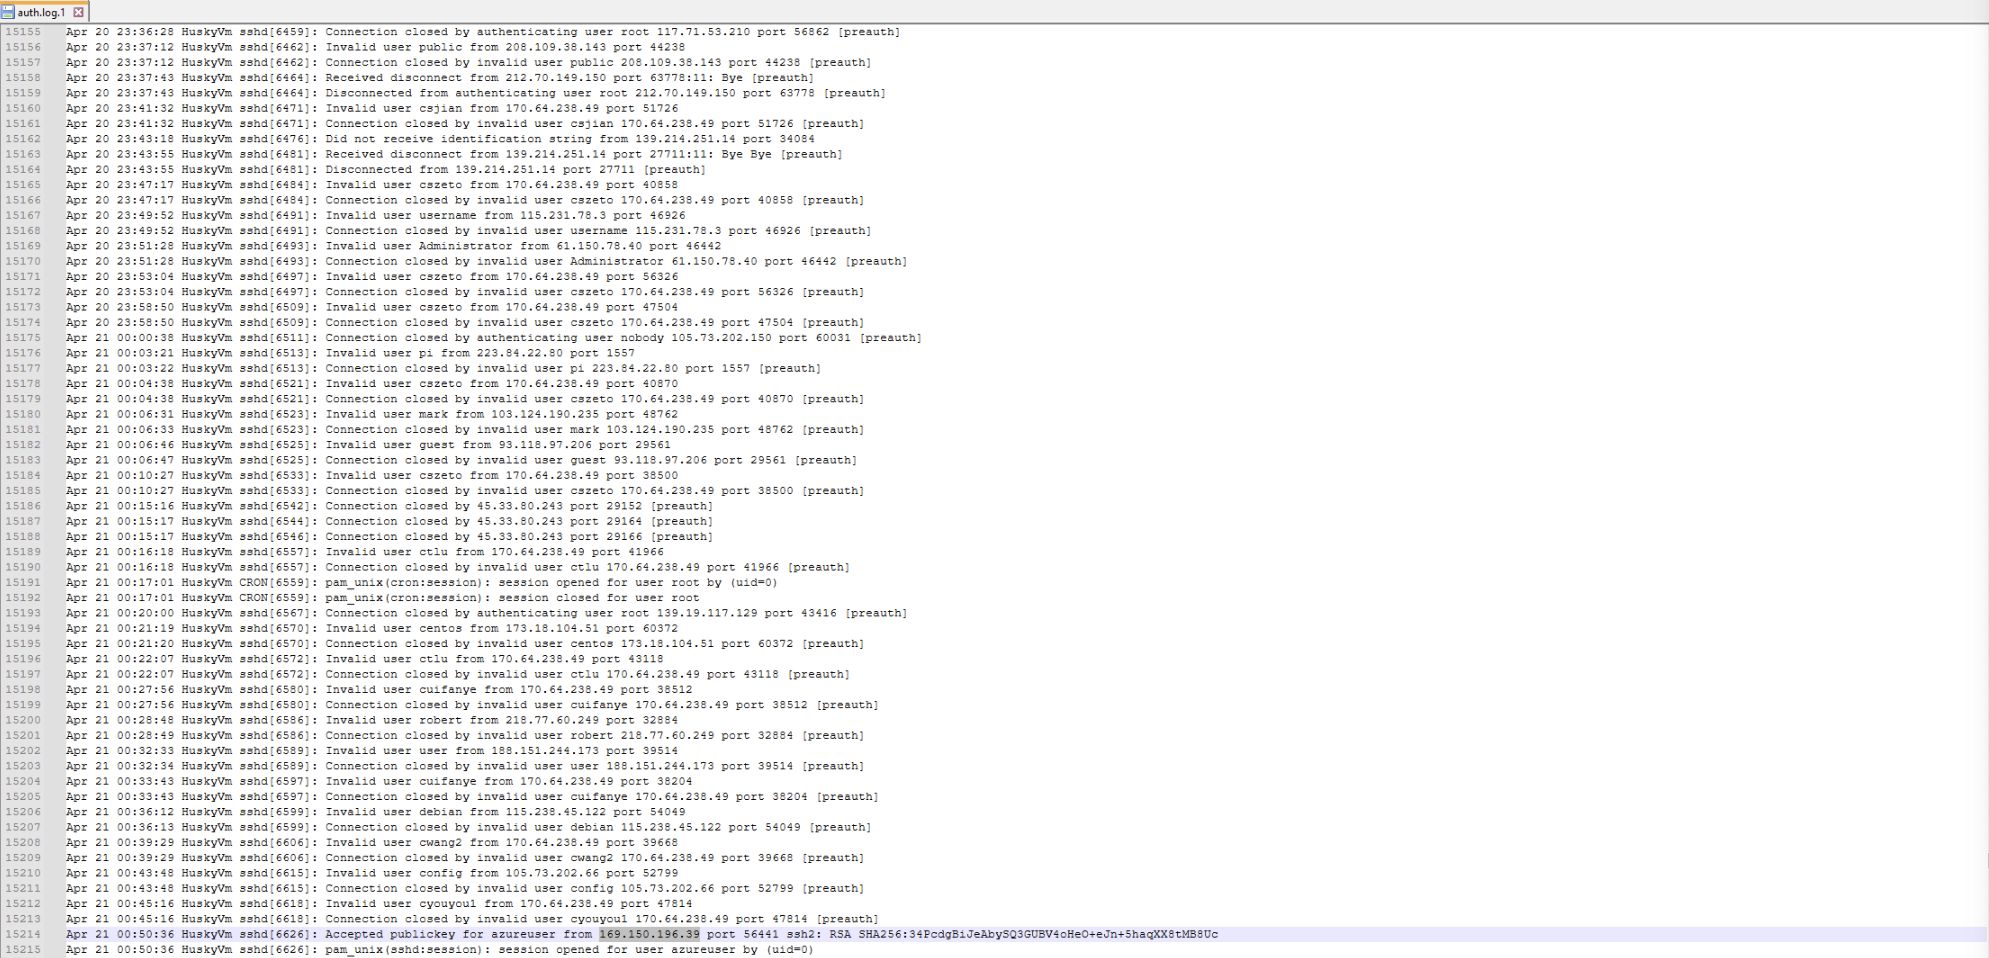 auth.log.1
15155 Apr 20 23:36:28 HuskyVm sshd[6459]: Connection closed by authenticating user root 117.71.53.210 port 56862 [preauth]
15156 Apr 20 23:37:12 HuskyVm sshd[6462]: Invalid user public from 208.109.38.143 port 44238
15157 Apr 20 23:37:12 HuskyVm sshd[6462]: Connection closed by invalid user public 208.109.38.143 port 44238 [preauth]
15158 Apr 20 23:37:43 HuskyVm sshd[6464]: Received disconnect from 212.70.149.150 port 63778:11: Bye [preauth]
15159 Apr 20 23:37:43 HuskyVm sshd[6464]: Disconnected from authenticating user root 212.70.149.150 port 63778 [preauth]
15160 Apr 20 23:41:32 HuskyVm sshd[6471]: Invalid user csjian from 170.64.238.49 port 51726
15161 Apr 20 23:41:32 HuskyVm sshd[6471]: Connection closed by invalid user csjian 170.64.238.49 port 51726 [preauth]
15162 Apr 20 23:43:18 HuskyVm sshd[6476]: Did not receive identification string from 139.214.251.14 port 34084
15163 Apr 20 23:43:55 HuskyVm sshd[6481]: Received disconnect from 139.214.251.14 port 27711:11: Bye Bye [preauth]
15164 Apr 20 23:43:55 HuskyVm sshd[6481]: Disconnected from 139.214.251.14 port 27711 [preauth]
15165 Apr 20 23:47:17 HuskyVm sshd[6484]: Invalid user cszeto from 170.64.238.49 port 40858
15166 Apr 20 23:47:17 HuskyVm sshd[6484]: Connection closed by invalid user cszeto 170.64.238.49 port 40858 [preauth]
15167 Apr 20 23:49:52 HuskyVm sshd[6491]: Invalid user username from 115.231.78.3 port 46926
15168 Apr 20 23:49:52 HuskyVm sshd[6491]: Connection closed by invalid user username 115.231.78.3 port 46926 [preauth]
15169 Apr 20 23:51:28 HuskyVm sshd[6493]: Invalid user Administrator from 61.150.78.40 port 46442
15170 Apr 20 23:51:28 HuskyVm sshd[6493]: Connection closed by invalid user Administrator 61.150.78.40 port 46442 [preauth]
15171 Apr 20 23:53:04 HuskyVm sshd[6497]: Invalid user cszeto from 170.64.238.49 port 56326
15172 Apr 20 23:53:04 HuskyVm sshd[6497]: Connection closed by invalid user cszeto 170.64.238.49 port 56326 [preauth]
15173 Apr 20 23:58:50 HuskyVm sshd[6509]: Invalid user cszeto from 170.64.238.49 port 47504
15174 Apr 20 23:58:50 HuskyVm sshd[6509]: Connection closed by invalid user cszeto 170.64.238.49 port 47504 [preauth]
15175 Apr 21 00:00:38 HuskyVm sshd[6511]: Connection closed by authenticating user nobody 105.73.202.150 port 60031 [preauth]
15176 Apr 21 00:03:21 HuskyVm sshd[6513]: Invalid user pi from 223.84.22.80 port 1557
15177 Apr 21 00:03:22 HuskyVm sshd[6513]: Connection closed by invalid user pi 223.84.22.80 port 1557 [preauth]
15178 Apr 21 00:04:38 HuskyVm sshd[6521]: Invalid user cszeto from 170.64.238.49 port 40870
15179 Apr 21 00:04:38 HuskyVm sshd[6521]: Connection closed by invalid user cszeto 170.64.238.49 port 40870 [preauth]
15180 Apr 21 00:06:31 HuskyVm sshd[6523]: Invalid user mark from 103.124.190.235 port 48762
15181 Apr 21 00:06:33 HuskyVm sshd[6523]: Connection closed by invalid user mark 103.124.190.235 port 48762 [preauth]
15182 Apr 21 00:06:46 HuskyVm sshd[6525]: Invalid user guest from 93.118.97.206 port 29561
15183 Apr 21 00:06:47 HuskyVm sshd[6525]: Connection closed by invalid user guest 93.118.97.206 port 29561 [preauth]
15184 Apr 21 00:10:27 HuskyVm sshd[6533]: Invalid user cszeto from 170.64.238.49 port 38500
15185 Apr 21 00:10:27 HuskyVm sshd[6533]: Connection closed by invalid user cszeto 170.64.238.49 port 38500 [preauth]
15186 Apr 21 00:15:16 HuskyVm sshd[6542]: Connection closed by 45.33.80.243 port 29152 [preauth]
15187 Apr 21 00:15:17 HuskyVm sshd[6544]: Connection closed by 45.33.80.243 port 29164 [preauth]
15188 Apr 21 00:15:17 HuskyVm sshd[6546]: Connection closed by 45.33.80.243 port 29166 [preauth]
15189 Apr 21 00:16:18 HuskyVm sshd[6557]: Invalid user ctlu from 170.64.238.49 port 41966
15190 Apr 21 00:16:18 HuskyVm sshd[6557]: Connection closed by invalid user ctlu 170.64.238.49 port 41966 [preauth]
15191 Apr 21 00:17:01 HuskyVm CRON[6559]: pam_unix(cron:session): session opened for user root by (uid=0)
15192 Apr 21 00:17:01 HuskyVm CRON[6559]: pam_unix(cron:session): session closed for user root
15193 Apr 21 00:20:00 HuskyVm sshd[6567]: Connection closed by authenticating user root 139.19.117.129 port 43416 [preauth]
15194 Apr 21 00:21:19 HuskyVm sshd[6570]: Invalid user centos from 173.18.104.51 port 60372
15195 Apr 21 00:21:20 HuskyVm sshd[6570]: Connection closed by invalid user centos 173.18.104.51 port 60372 [preauth]
15196 Apr 21 00:22:07 HuskyVm sshd[6572]: Invalid user ctlu from 170.64.238.49 port 43118
15197 Apr 21 00:22:07 HuskyVm sshd[6572]: Connection closed by invalid user ctlu 170.64.238.49 port 43118 [preauth]
15198 Apr 21 00:27:56 HuskyVm sshd[6580]: Invalid user cuifanye from 170.64.238.49 port 38512
15199 Apr 21 00:27:56 HuskyVm sshd[6580]: Connection closed by invalid user cuifanye 170.64.238.49 port 38512 [preauth]
15200 Apr 21 00:28:48 HuskyVm sshd[6586]: Invalid user robert from 218.77.60.249 port 32884
15201 Apr 21 00:28:49 HuskyVm sshd[6586]: Connection closed by invalid user robert 218.77.60.249 port 32884 [preauth]
15202 Apr 21 00:32:33 HuskyVm sshd[6589]: Invalid user user from 188.151.244.173 port 39514
15203 Apr 21 00:32:34 HuskyVm sshd[6589]: Connection closed by invalid user user 188.151.244.173 port 39514 [preauth]
15204 Apr 21 00:33:43 HuskyVm sshd[6597]: Invalid user cuifanye from 170.64.238.49 port 38204
15205 Apr 21 00:33:43 HuskyVm sshd[6597]: Connection closed by invalid user cuifanye 170.64.238.49 port 38204 [preauth]
15206 Apr 21 00:36:12 HuskyVm sshd[6599]: Invalid user debian from 115.238.45.122 port 54049
15207 Apr 21 00:36:13 HuskyVm sshd[6599]: Connection closed by invalid user debian 115.238.45.122 port 54049 [preauth]
15208 Apr 21 00:39:29 HuskyVm sshd[6606]: Invalid user cwang2 from 170.64.238.49 port 39668
15209 Apr 21 00:39:29 HuskyVm sshd[6606]: Connection closed by invalid user cwang2 170.64.238.49 port 39668 [preauth]
15210 Apr 21 00:43:48 HuskyVm sshd[6615]: Invalid user config from 105.73.202.66 port 52799
15211 Apr 21 00:43:48 HuskyVm sshd[6615]: Connection closed by invalid user config 105.73.202.66 port 52799 [preauth]
15212 Apr 21 00:45:16 HuskyVm sshd[6618]: Invalid user cyouyou1 from 170.64.238.49 port 47814
15213 Apr 21 00:45:16 HuskyVm sshd[6618]: Connection closed by invalid user cyouyou1 170.64.238.49 port 47814 [preauth]
15214 Apr 21 00:50:36 HuskyVm sshd[6626]: Accepted publickey for azureuser from 169.150.196.39 port 56441 ssh2: RSA SHA256:34PcdgBiJeAbySQ3GUBV4oHeO+eJn+5haqXX8tMB8Uc
15215 Apr 21 00:50:36 HuskyVm sshd[6626]: pam_unix(sshd:session): session opened for user azureuser by (uid=0)